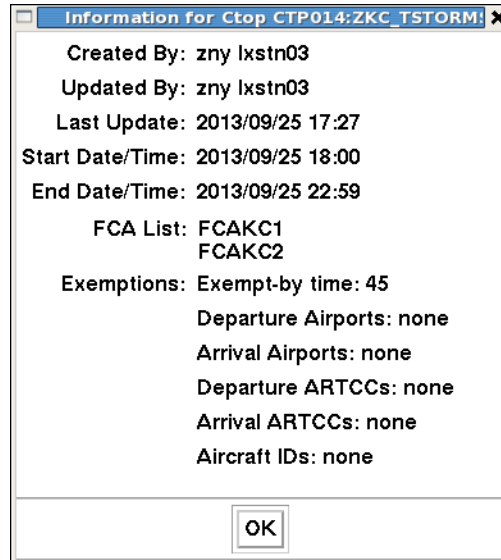 Information for Ctop CTP014:ZKC_TSTORMS
Created By: zny lxstn03
Updated By: zny lxstn03
Last Update: 2013/09/25 17:27
Start Date/Time: 2013/09/25 18:00
End Date/Time: 2013/09/25 22:59
FCA List: FCAKC1
FCAKC2
Exemptions: Exempt-by time: 45
Departure Airports: none
Arrival Airports: none
Departure ARTCCs: none
Arrival ARTCCs: none
Aircraft IDs: none
OK